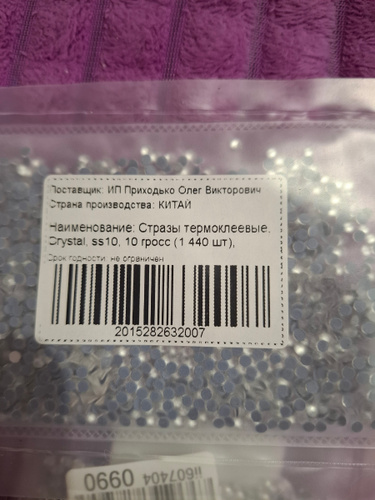 Поставщик: ИП Приходько Олег Викторович
Страна производства: КИТАЙ
Наименование: Стразы термоклеевые.
Crystal, ss10, 10 гросс (1 440 шт),
Срок годности: не ограничен
2015282632007
ii607404 0990